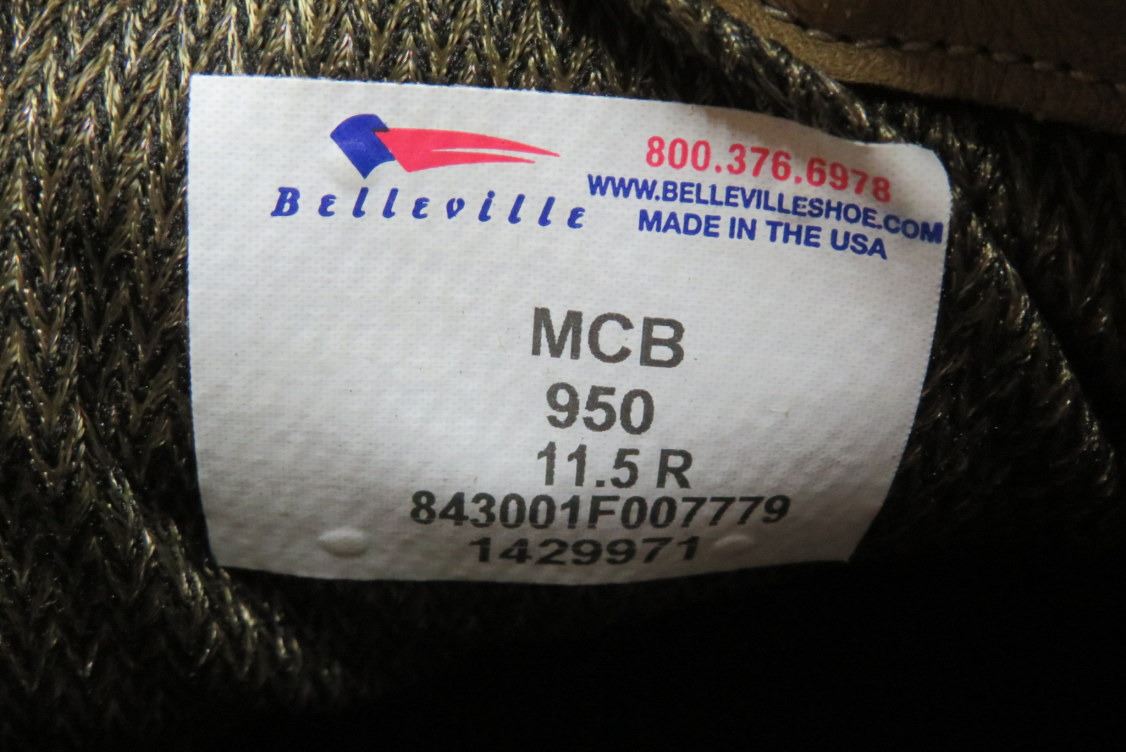 Belleville
800.376.6978
WWW.BELLEVILLESHOE.COM
MADE IN THE USA
MCB
950
11.5 R
843001F007779
1429971